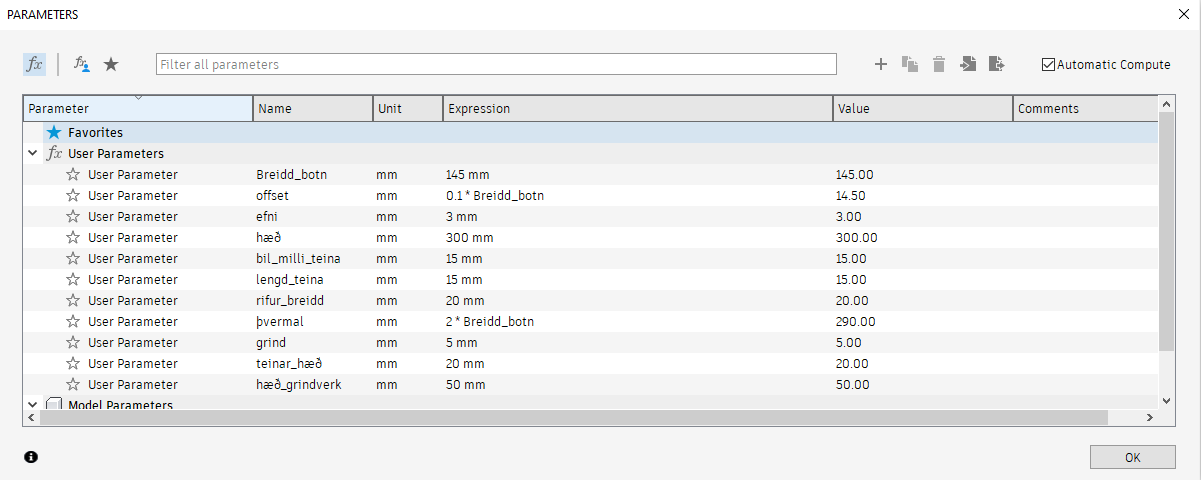 PARAMETERS
fx Filter all parameters Automatic Compute
Parameter Name Unit Expression Value Comments
Favorites
fx User Parameters
User Parameter Breidd_botn mm 145 mm 145.00
User Parameter offset mm 0.1 * Breidd_botn 14.50
User Parameter efni mm 3 mm 3.00
User Parameter hæð mm 300 mm 300.00
User Parameter bil_milli_teina mm 15 mm 15.00
User Parameter lengd_teina mm 15 mm 15.00
User Parameter rifur_breidd mm 20 mm 20.00
User Parameter þvermal mm 2 * Breidd_botn 290.00
User Parameter grind mm 5 mm 5.00
User Parameter teinar_hæð mm 20 mm 20.00
User Parameter hæð_grindverk mm 50 mm 50.00
Model Parameters
OK